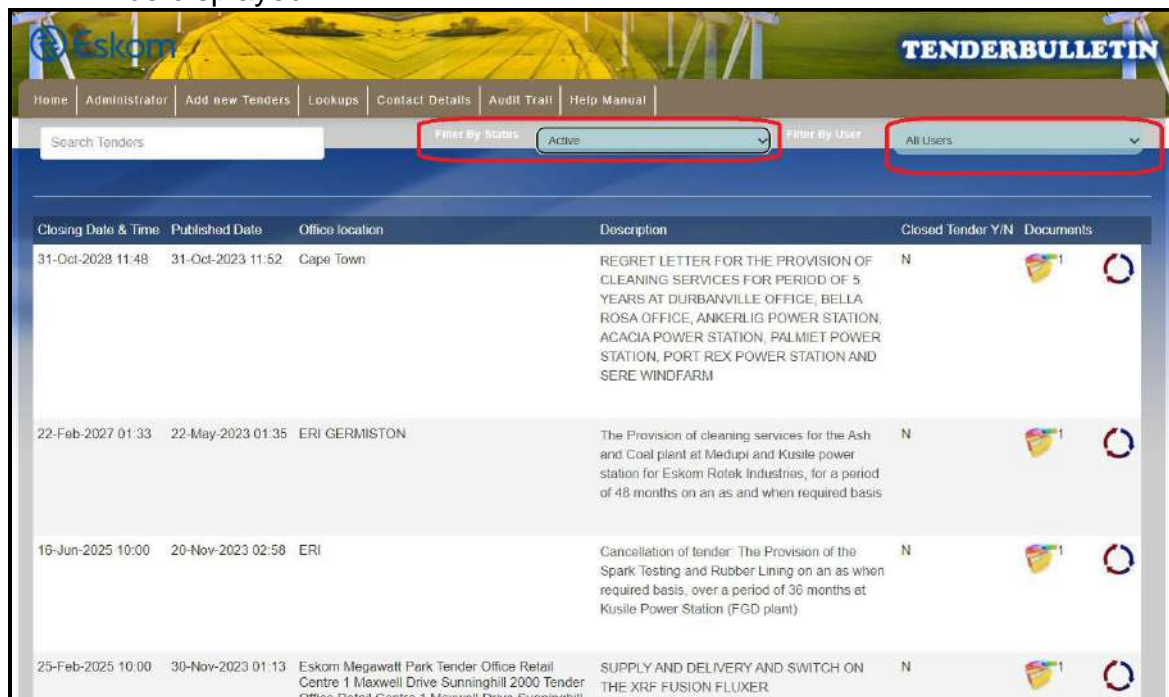 Eskom
TENDERBULLETIN
Home Administrator Add new Tenders Lookups Contact Details Audit Trail Help Manual
Search Tenders Filter By Status Active Filter By User All Users
Closing Date & Time Published Date Office location Description Closed Tender Y/N Documents
31-Oct-2028 11:48 31-Oct-2023 11:52 Cape Town REGRET LETTER FOR THE PROVISION OF N 1
CLEANING SERVICES FOR PERIOD OF 5
YEARS AT DURBANVILLE OFFICE, BELLA
ROSA OFFICE, ANKERLIG POWER STATION,
ACACIA POWER STATION, PALMIET POWER
STATION, PORT REX POWER STATION AND
SERE WINDFARM
22-Feb-2027 01:33 22-May-2023 01:35 ERI GERMISTON The Provision of cleaning services for the Ash N 1
and Coal plant at Medupi and Kusile power
station for Eskom Rotek Industries, for a period
of 48 months on an as and when required basis
16-Jun-2025 10:00 20-Nov-2023 02:58 ERI Cancellation of tender: The Provision of the N 1
Spark Testing and Rubber Lining on an as when
required basis, over a period of 36 months at
Kusile Power Station (FGD plant)
25-Feb-2025 10:00 30-Nov-2023 01:13 Eskom Megawatt Park Tender Office Retail SUPPLY AND DELIVERY AND SWITCH ON N 1
Centre 1 Maxwell Drive Sunninghill 2000 Tender THE XRF FUSION FLUXER